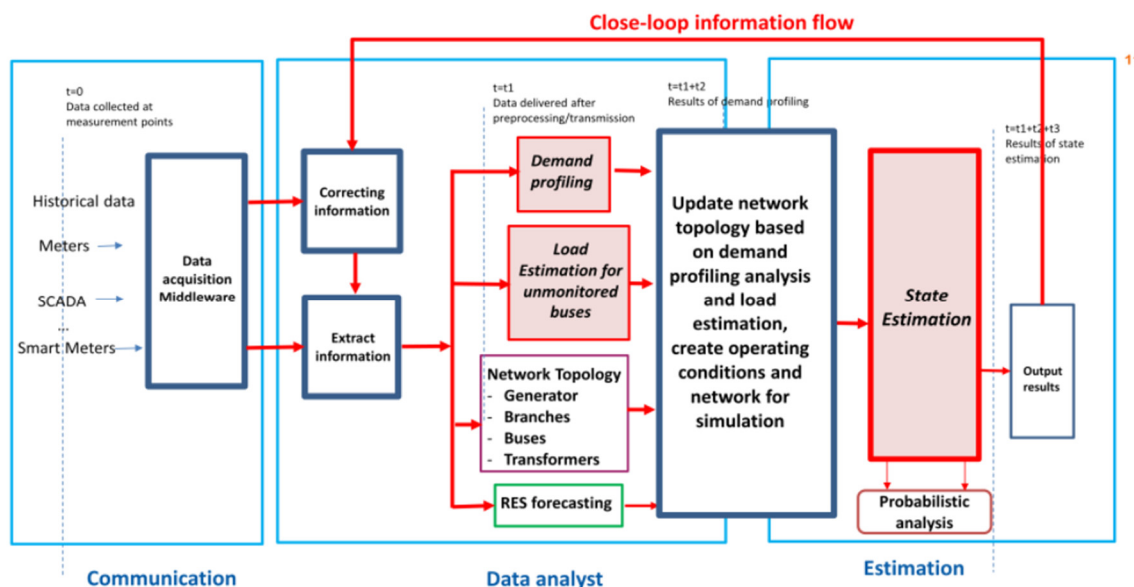 Close-loop information flow
1
t=0
Data collected at
measurement points
t=t1
Data delivered after
preprocessing/transmission
t=t1+t2
Results of demand profiling
t=t1+t2+t3
Results of state
estimation
Historical data
Meters
SCADA
...
Smart Meters
Data
acquisition
Middleware
Correcting
information
Extract
information
Demand
profiling
Load
Estimation for
unmonitored
buses
Network Topology
- Generator
- Branches
- Buses
- Transformers
RES forecasting
Update network
topology based
on demand
profiling analysis
and load
estimation,
create operating
conditions and
network for
simulation
State
Estimation
Output
results
Probabilistic
analysis
Communication
Data analyst
Estimation